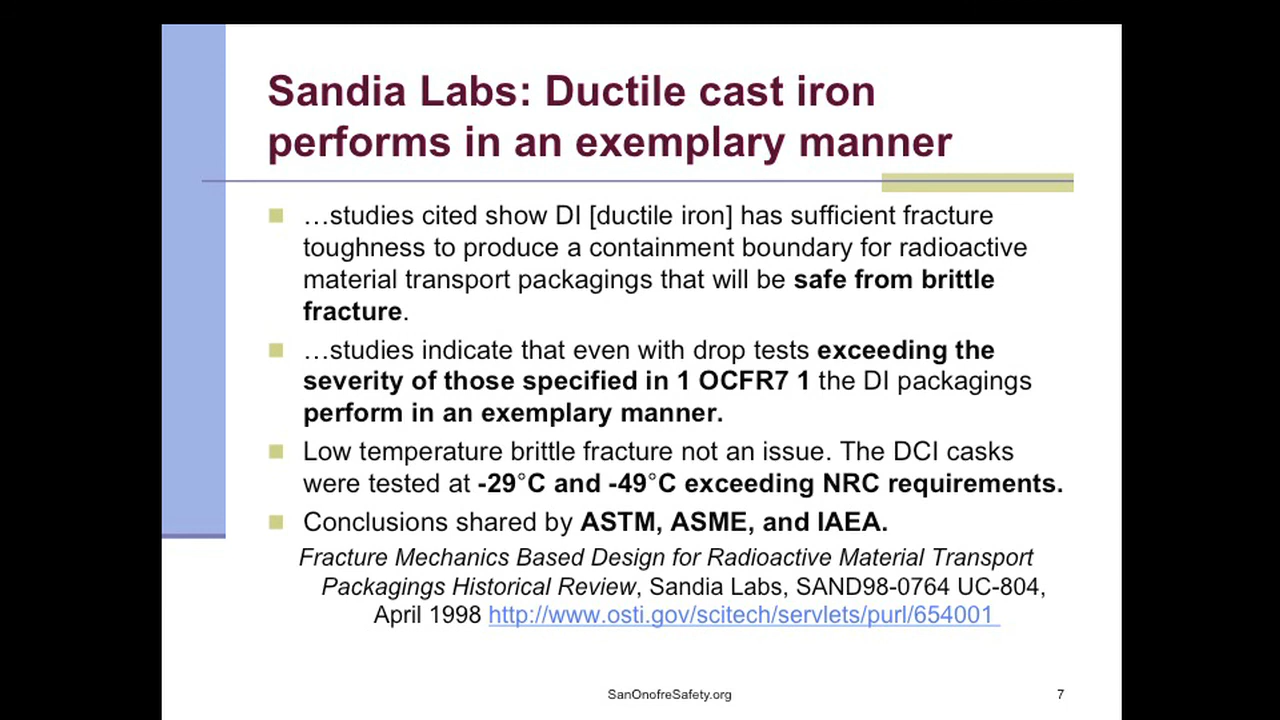 Sandia Labs: Ductile cast iron
performs in an exemplary manner
…studies cited show DI [ductile iron] has sufficient fracture
toughness to produce a containment boundary for radioactive
material transport packagings that will be safe from brittle
fracture.
…studies indicate that even with drop tests exceeding the
severity of those specified in 1 OCFR7 1 the DI packagings
perform in an exemplary manner.
Low temperature brittle fracture not an issue. The DCI casks
were tested at -29°C and -49°C exceeding NRC requirements.
Conclusions shared by ASTM, ASME, and IAEA.
Fracture Mechanics Based Design for Radioactive Material Transport
Packagings Historical Review, Sandia Labs, SAND98-0764 UC-804,
April 1998 http://www.osti.gov/scitech/servlets/purl/654001
SanOnofreSafety.org
7